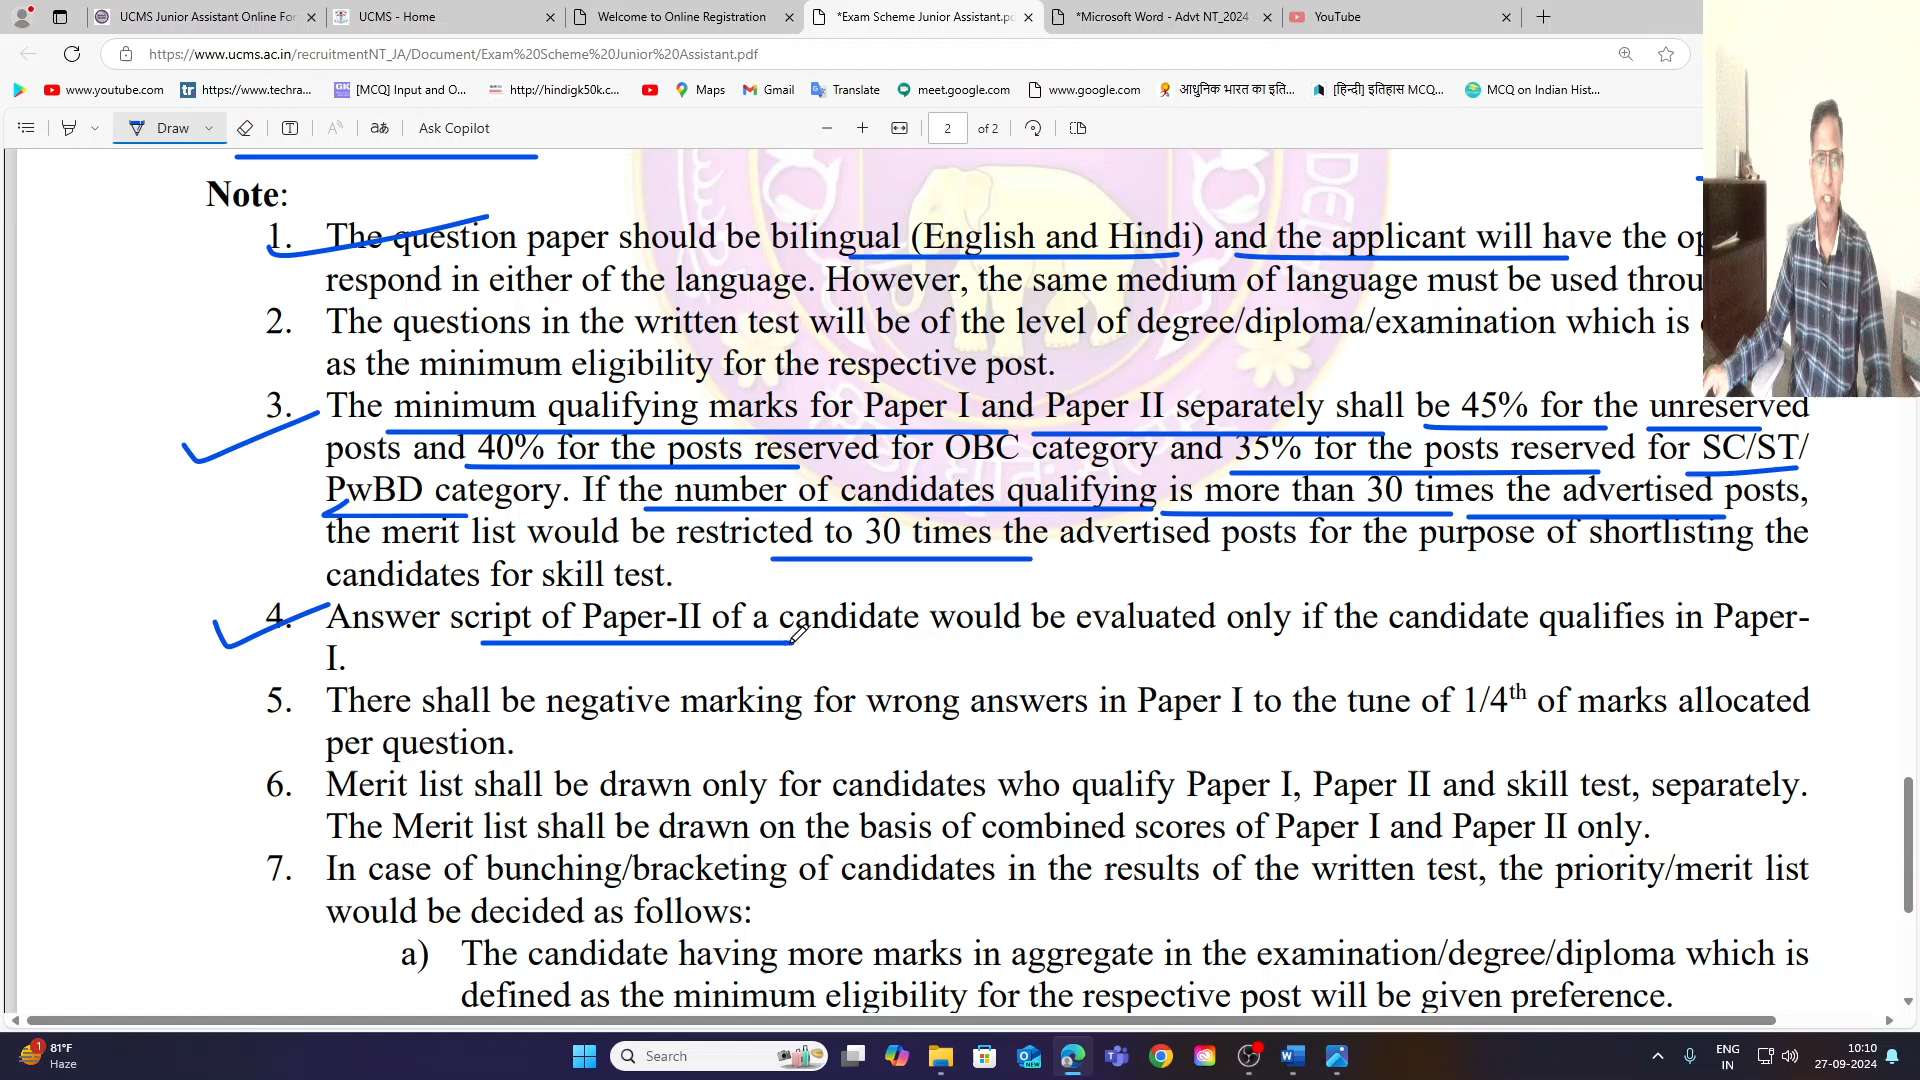 UCMS Junior Assistant Online For
UCMS - Home
Welcome to Online Registration
*Exam Scheme Junior Assistant.p
*Microsoft Word - Advt NT_2024
YouTube
https://www.ucms.ac.in/recruitmentNT_JA/Document/Exam%20Scheme%20Junior%20Assistant.pdf
www.youtube.com
https://www.techra...
[MCQ] Input and O...
http://hindigk50k.c...
Maps
Gmail
Translate
meet.google.com
www.google.com
आधुनिक भारत का इति...
[हिन्दी] इतिहास MCQ...
MCQ on Indian Hist...
Draw
Ask Copilot
2
of 2
Note:
1. The question paper should be bilingual (English and Hindi) and the applicant will have the op
respond in either of the language. However, the same medium of language must be used throu
2. The questions in the written test will be of the level of degree/diploma/examination which is
as the minimum eligibility for the respective post.
3. The minimum qualifying marks for Paper I and Paper II separately shall be 45% for the unreserved
posts and 40% for the posts reserved for OBC category and 35% for the posts reserved for SC/ST/
PwBD category. If the number of candidates qualifying is more than 30 times the advertised posts,
the merit list would be restricted to 30 times the advertised posts for the purpose of shortlisting the
candidates for skill test.
4. Answer script of Paper-II of a candidate would be evaluated only if the candidate qualifies in Paper-
I.
5. There shall be negative marking for wrong answers in Paper I to the tune of 1/4th of marks allocated
per question.
6. Merit list shall be drawn only for candidates who qualify Paper I, Paper II and skill test, separately.
The Merit list shall be drawn on the basis of combined scores of Paper I and Paper II only.
7. In case of bunching/bracketing of candidates in the results of the written test, the priority/merit list
would be decided as follows:
a) The candidate having more marks in aggregate in the examination/degree/diploma which is
defined as the minimum eligibility for the respective post will be given preference.
81°F
Haze
Search
ENG
IN
10:10
27-09-2024